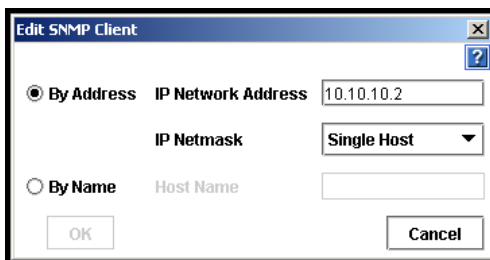 Edit SNMP Client
?
By Address IP Network Address 10.10.10.2
IP Netmask Single Host
By Name Host Name
OK Cancel